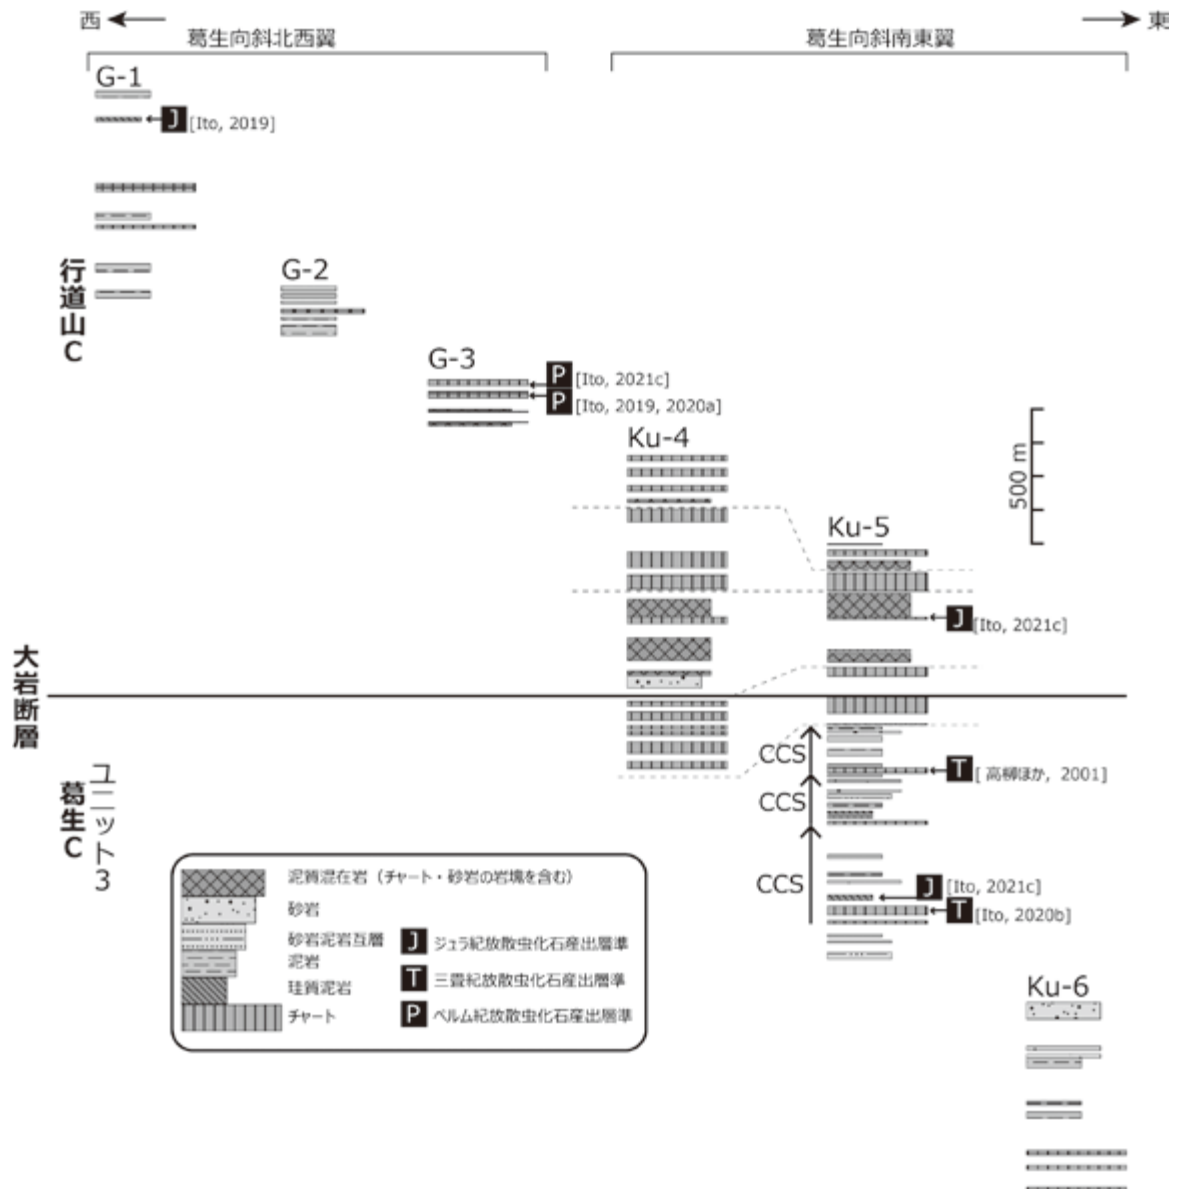 西
東
葛生向斜北西翼
葛生向斜南東翼
G-1
J [Ito, 2019]
行道山C
G-2
G-3
P [Ito, 2021c]
P [Ito, 2019, 2020a]
Ku-4
500 m
Ku-5
J [Ito, 2021c]
大岩断層
CCS
T [高柳ほか, 2001]
CCS
葛生C
ユニット3
CCS
J [Ito, 2021c]
T [Ito, 2020b]
泥質混在岩(チャート・砂岩の岩塊を含む)
砂岩
砂岩泥岩互層
泥岩
珪質泥岩
チャート
J ジュラ紀放散虫化石産出層準
T 三畳紀放散虫化石産出層準
P ペルム紀放散虫化石産出層準
Ku-6